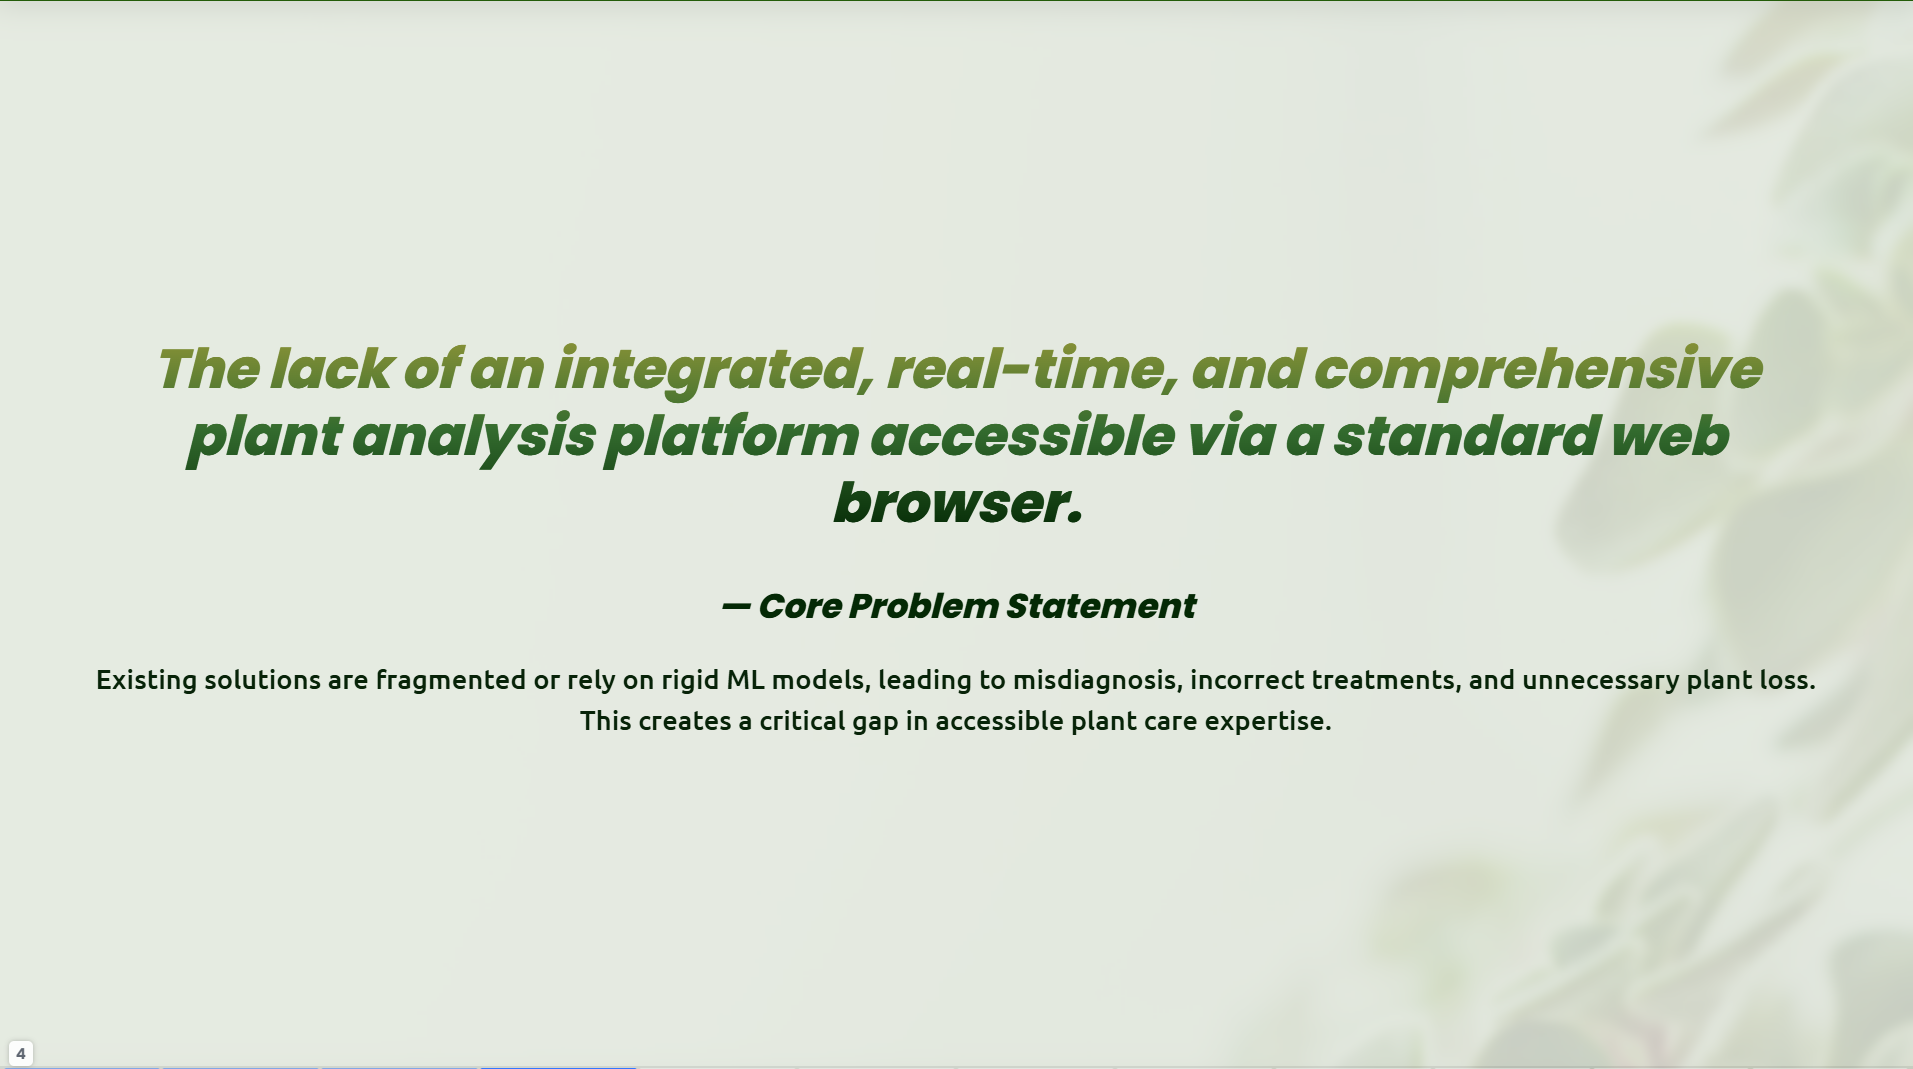 The lack of an integrated, real-time, and comprehensive
plant analysis platform accessible via a standard web
browser.
— Core Problem Statement
Existing solutions are fragmented or rely on rigid ML models, leading to misdiagnosis, incorrect treatments, and unnecessary plant loss.
This creates a critical gap in accessible plant care expertise.
4